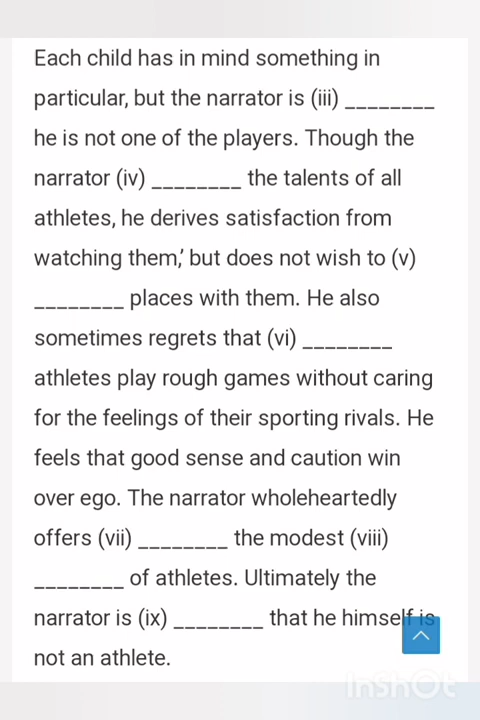 Each child has in mind something in
particular, but the narrator is (iii) ________
he is not one of the players. Though the
narrator (iv) ________ the talents of all
athletes, he derives satisfaction from
watching them,’ but does not wish to (v)
________ places with them. He also
sometimes regrets that (vi) ________
athletes play rough games without caring
for the feelings of their sporting rivals. He
feels that good sense and caution win
over ego. The narrator wholeheartedly
offers (vii) ________ the modest (viii)
________ of athletes. Ultimately the
narrator is (ix) ________ that he himself is
not an athlete.
InShOt